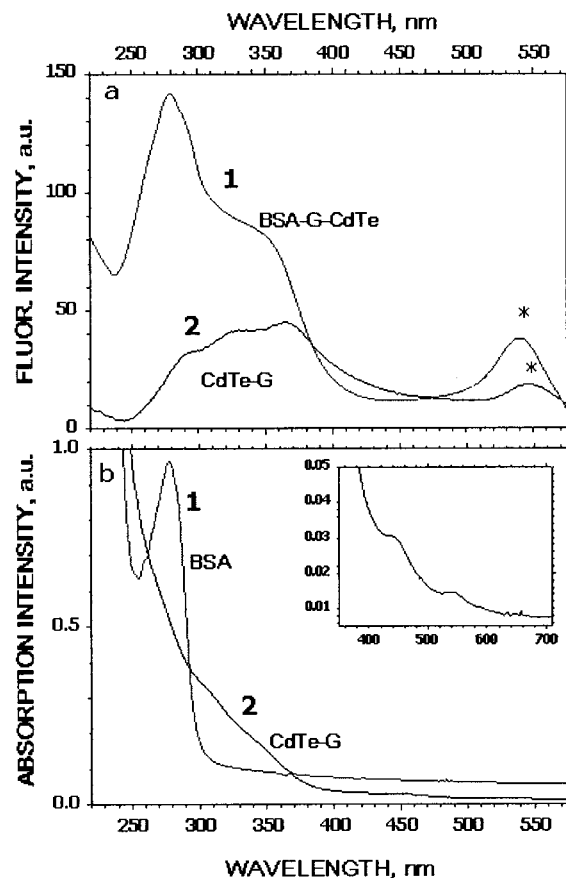 WAVELENGTH, nm
250 300 350 400 450 500 550
150
a
1
100
BSA-G-CdTe
FLUOR. INTENSITY, a.u.
*
50
2
*
CdTe-G
0
1.0
b
1
0.05
0.04
BSA
0.03
0.02
0.01
400 500 600 700
ABSORPTION INTENSITY, a.u.
0.5
2
CdTe-G
0.0
250 300 350 400 450 500 550
WAVELENGTH, nm